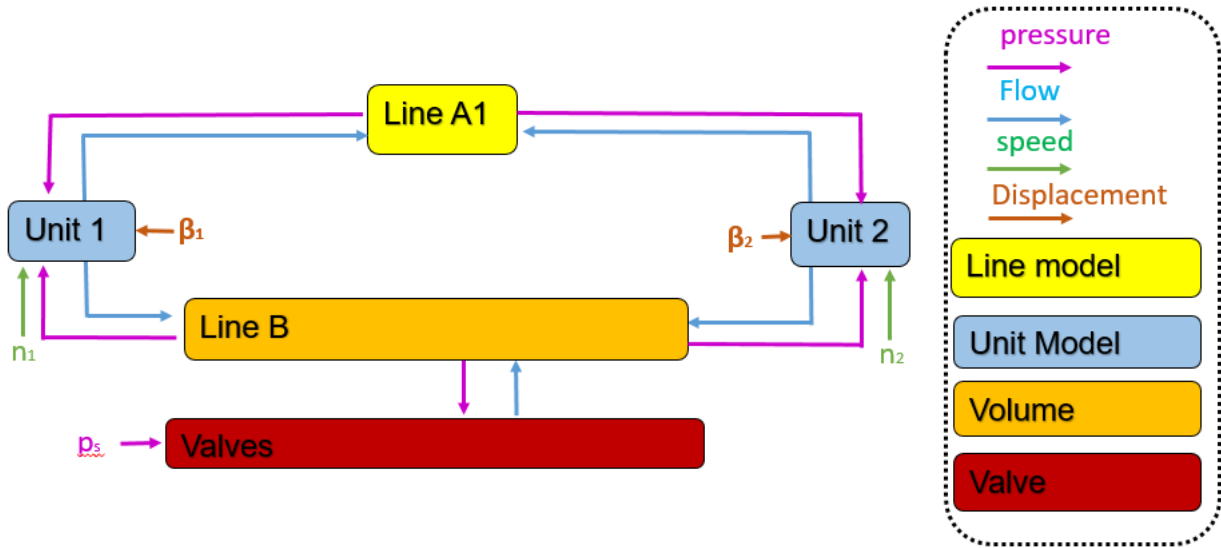 Line A1
Unit 1
β₁
β₂
Unit 2
Line B
n₁
n₂
pₛ
Valves
pressure
Flow
speed
Displacement
Line model
Unit Model
Volume
Valve